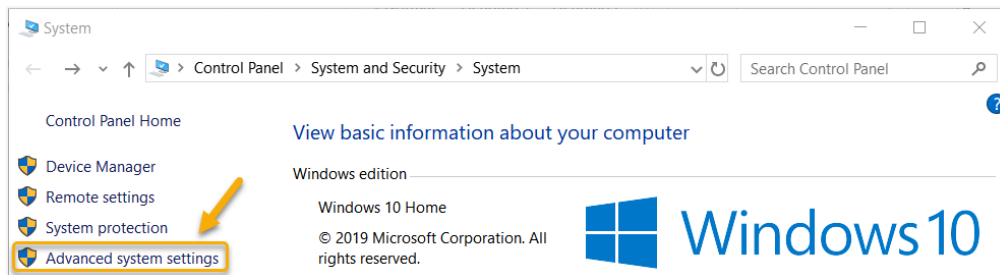 System
Control Panel > System and Security > System
Search Control Panel
?
Control Panel Home
Device Manager
Remote settings
System protection
Advanced system settings
View basic information about your computer
Windows edition
Windows 10 Home
© 2019 Microsoft Corporation. All
rights reserved.
Windows 10